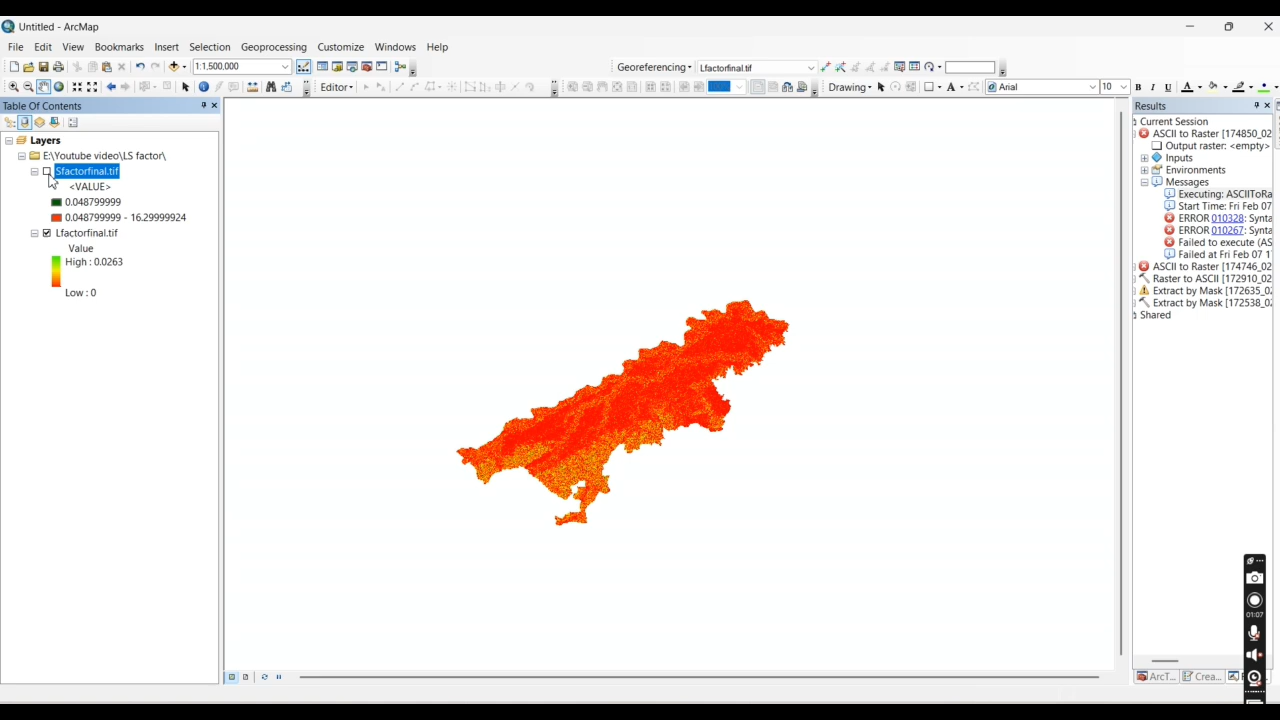 Untitled - ArcMap
File Edit View Bookmarks Insert Selection Geoprocessing Customize Windows Help
1:1,500,000
Georeferencing Lfactorfinal.tif
Editor
Drawing A Arial 10 B I U A
Table Of Contents
Layers
E:\Youtube video\LS factor\
Sfactorfinal.tif
<VALUE>
0.048799999
0.048799999 - 16.29999924
Lfactorfinal.tif
Value
High : 0.0263
Low : 0
Results
Current Session
ASCII to Raster [174850_02
Output raster: <empty>
Inputs
Environments
Messages
Executing: ASCIIToRa
Start Time: Fri Feb 07
ERROR 010328: Synta
ERROR 010267: Synta
Failed to execute (AS
Failed at Fri Feb 07 1
ASCII to Raster [174746_02
Raster to ASCII [172910_02
Extract by Mask [172635_02
Extract by Mask [172538_02
Shared
01:07
ArcT... Crea...